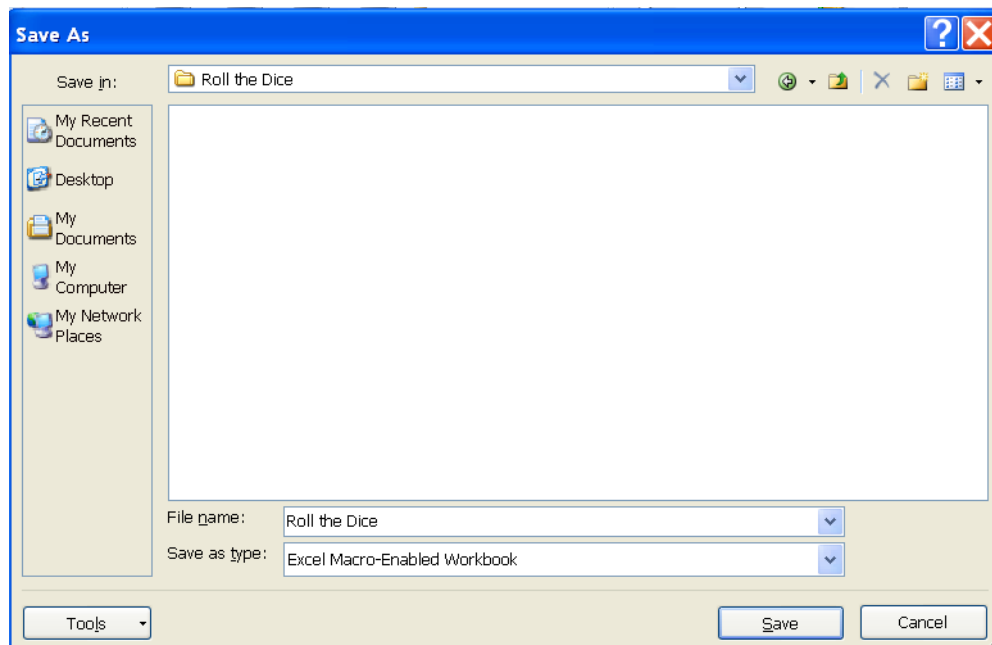 Save As
Save in:
Roll the Dice
My Recent
Documents
Desktop
My
Documents
My
Computer
My Network
Places
File name:
Roll the Dice
Save as type:
Excel Macro-Enabled Workbook
Tools
Save
Cancel